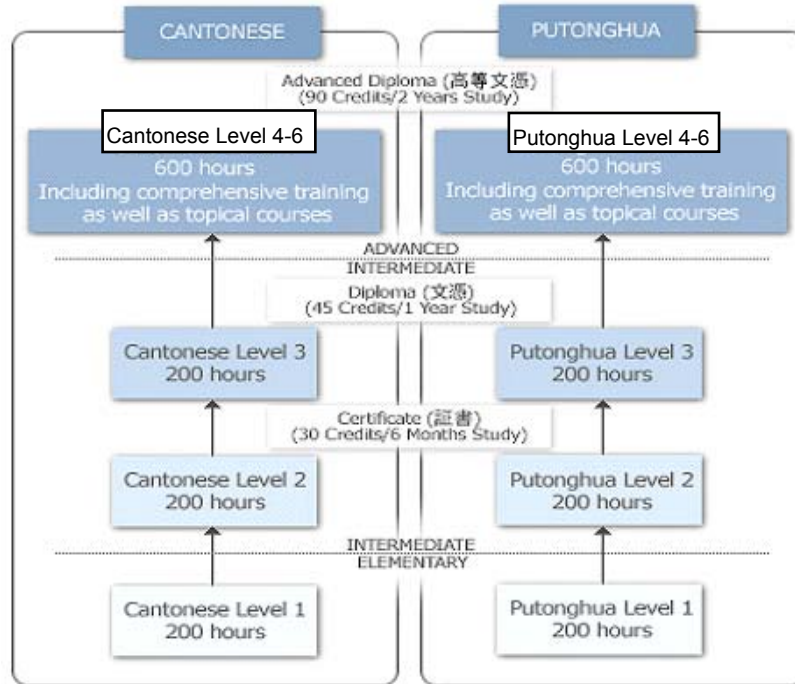 CANTONESE
PUTONGHUA
Advanced Diploma (高等文憑)
(90 Credits/2 Years Study)
Cantonese Level 4-6
600 hours
Including comprehensive training
as well as topical courses
Putonghua Level 4-6
600 hours
Including comprehensive training
as well as topical courses
ADVANCED
INTERMEDIATE
Diploma (文憑)
(45 Credits/1 Year Study)
Cantonese Level 3
200 hours
Putonghua Level 3
200 hours
Certificate (証書)
(30 Credits/6 Months Study)
Cantonese Level 2
200 hours
Putonghua Level 2
200 hours
INTERMEDIATE
ELEMENTARY
Cantonese Level 1
200 hours
Putonghua Level 1
200 hours